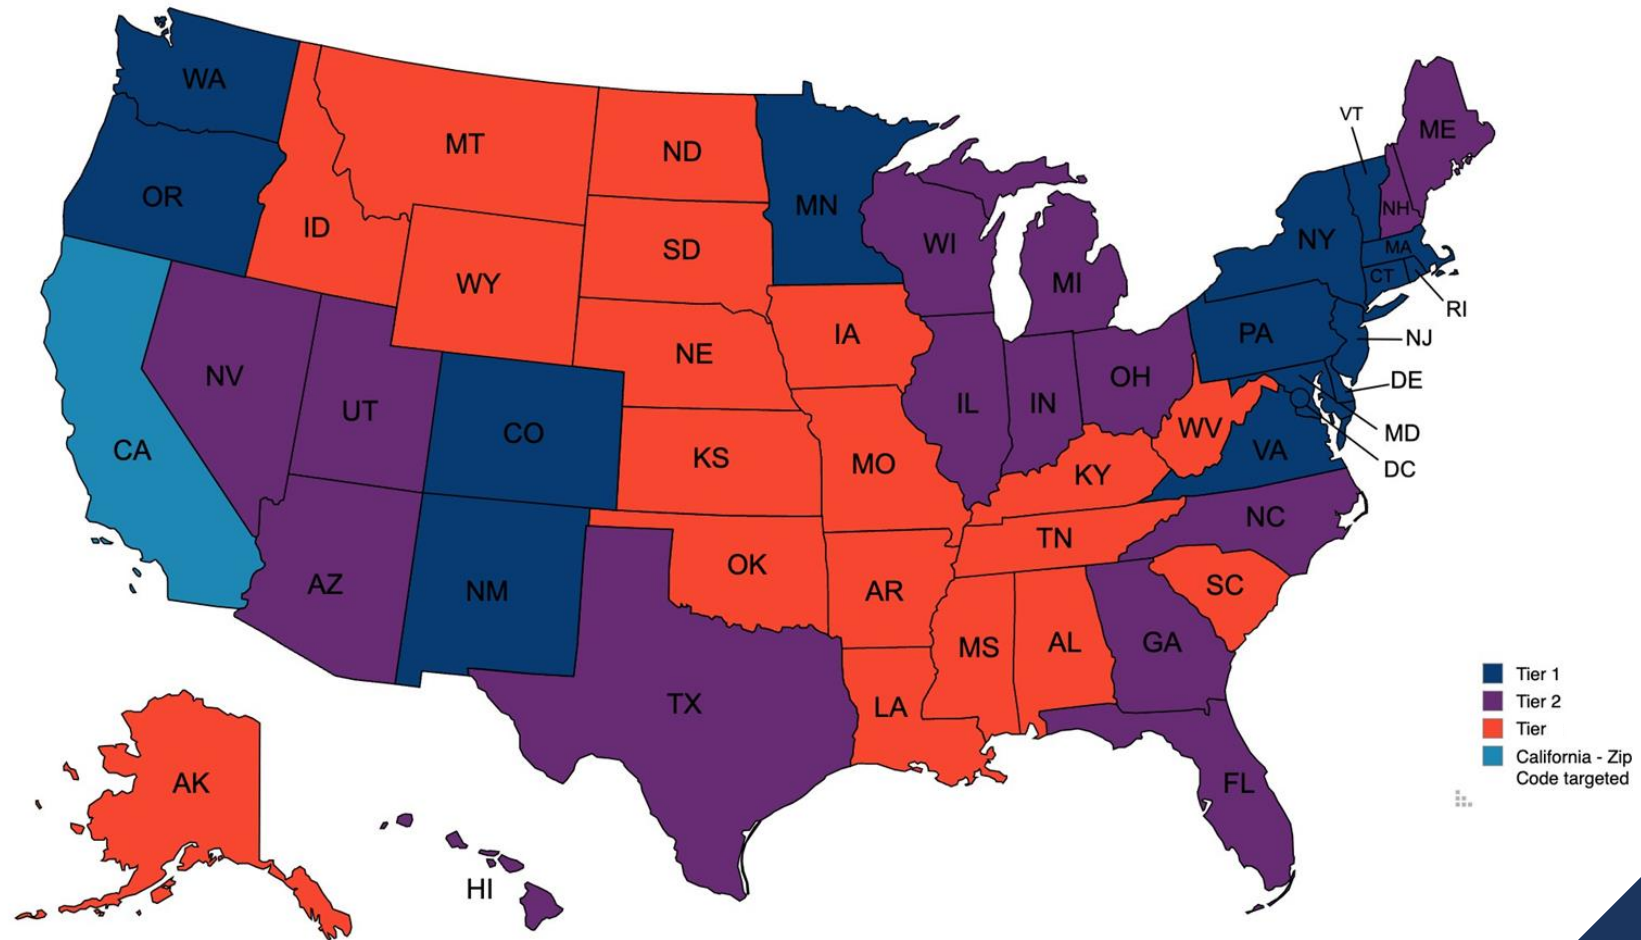 WA
MT
ND
MN
OR
ID
WY
SD
WI
MI
VT
ME
NH
NY
MA
CT
RI
PA
NJ
DE
MD
DC
NV
UT
CO
NE
IA
IL
IN
OH
WV
VA
CA
KS
MO
KY
NC
AZ
NM
OK
AR
TN
SC
TX
LA
MS
AL
GA
FL
AK
HI
Tier 1
Tier 2
Tier
California - Zip
Code targeted